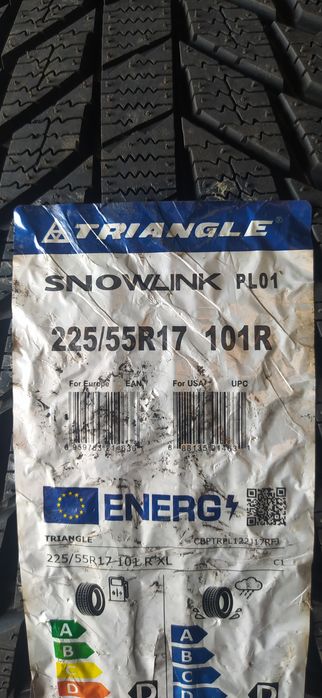 TRIANGLE
SNOWLINK PL01
225/55R17 101R
For Europe EAN For USA UPC
ENERG
TRIANGLE CBPTRPL122J17RFJ
225/55R17 101 R XL C1
A A
B B
C C
D D
D D